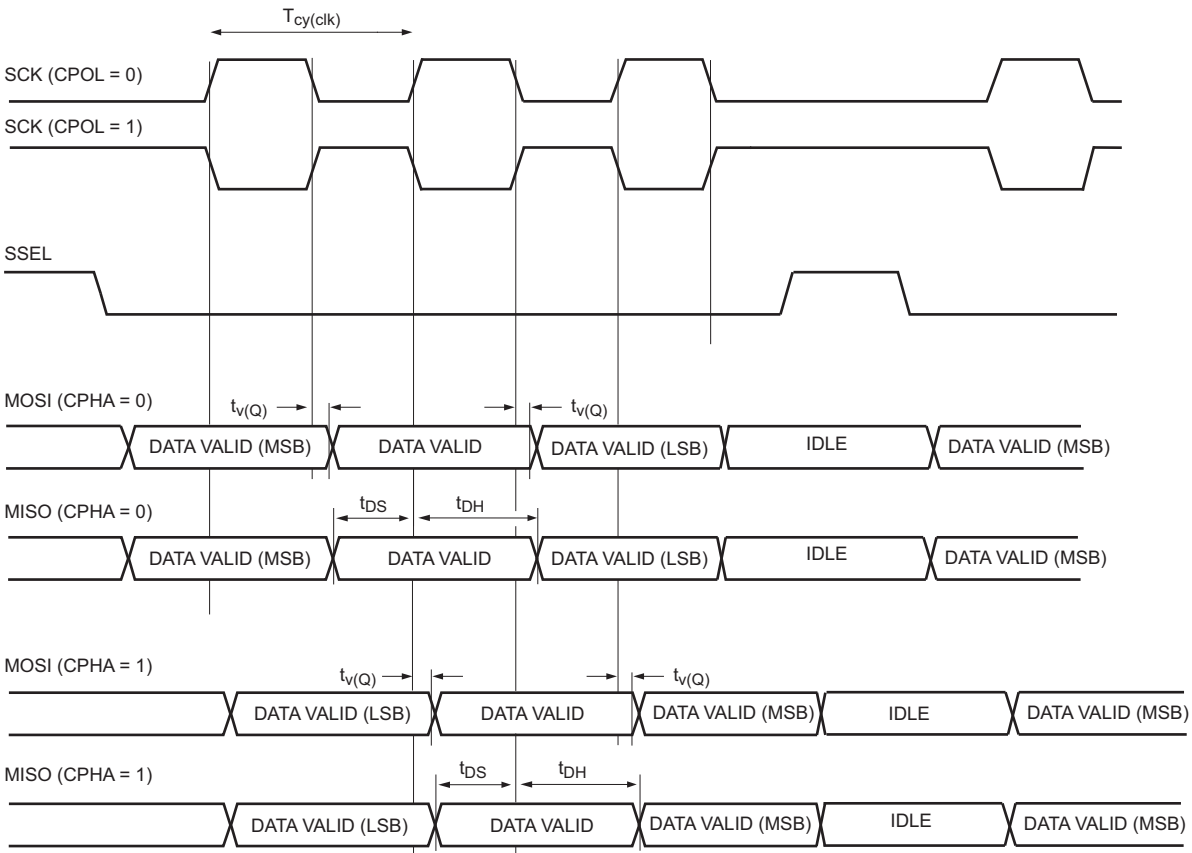 Tcy(clk)
SCK (CPOL = 0)
SCK (CPOL = 1)
SSEL
MOSI (CPHA = 0)
tv(Q) tv(Q)
DATA VALID (MSB) DATA VALID DATA VALID (LSB) IDLE DATA VALID (MSB)
MISO (CPHA = 0)
tDS tDH
DATA VALID (MSB) DATA VALID DATA VALID (LSB) IDLE DATA VALID (MSB)
MOSI (CPHA = 1)
tv(Q) tv(Q)
DATA VALID (LSB) DATA VALID DATA VALID (MSB) IDLE DATA VALID (MSB)
MISO (CPHA = 1)
tDS tDH
DATA VALID (LSB) DATA VALID DATA VALID (MSB) IDLE DATA VALID (MSB)